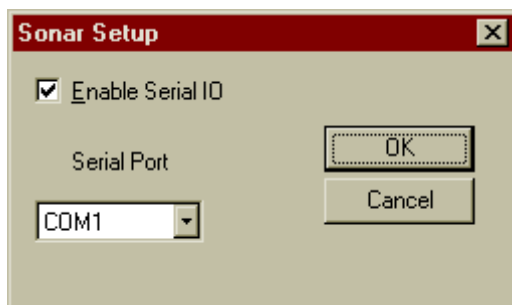 Sonar Setup
Enable Serial IO
Serial Port
OK
COM1
Cancel